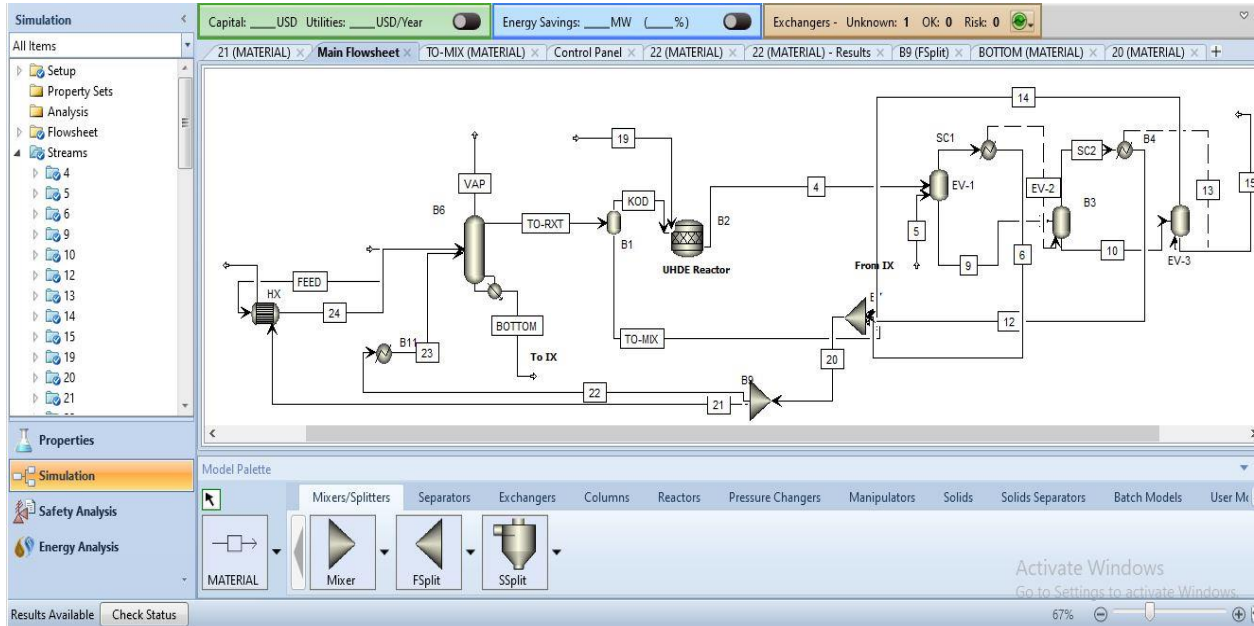 Simulation
Capital: ____USD Utilities: ____USD/Year
Energy Savings: ____MW (____%)
Exchangers - Unknown: 1 OK: 0 Risk: 0
All Items
21 (MATERIAL)
Main Flowsheet
TO-MIX (MATERIAL)
Control Panel
22 (MATERIAL)
22 (MATERIAL) - Results
B9 (FSplit)
BOTTOM (MATERIAL)
20 (MATERIAL)
Setup
Property Sets
Analysis
Flowsheet
Streams
4
5
6
9
10
12
13
14
15
19
20
21
14
19
SC1
B4
VAP
SC2
15
B6
KOD
4
EV-1
EV-2
13
B3
TO-RXT
B2
B1
5
UHDE Reactor
From IX
9
6
10
EV-3
FEED
HX
24
BOTTOM
12
TO-MIX
B11
23
To IX
20
B9
22
21
Properties
Simulation
Safety Analysis
Energy Analysis
Model Palette
Mixers/Splitters
Separators
Exchangers
Columns
Reactors
Pressure Changers
Manipulators
Solids
Solids Separators
Batch Models
MATERIAL
Mixer
FSplit
SSplit
Activate Windows
Go to Settings to activate Windows.
Results Available
Check Status
67%